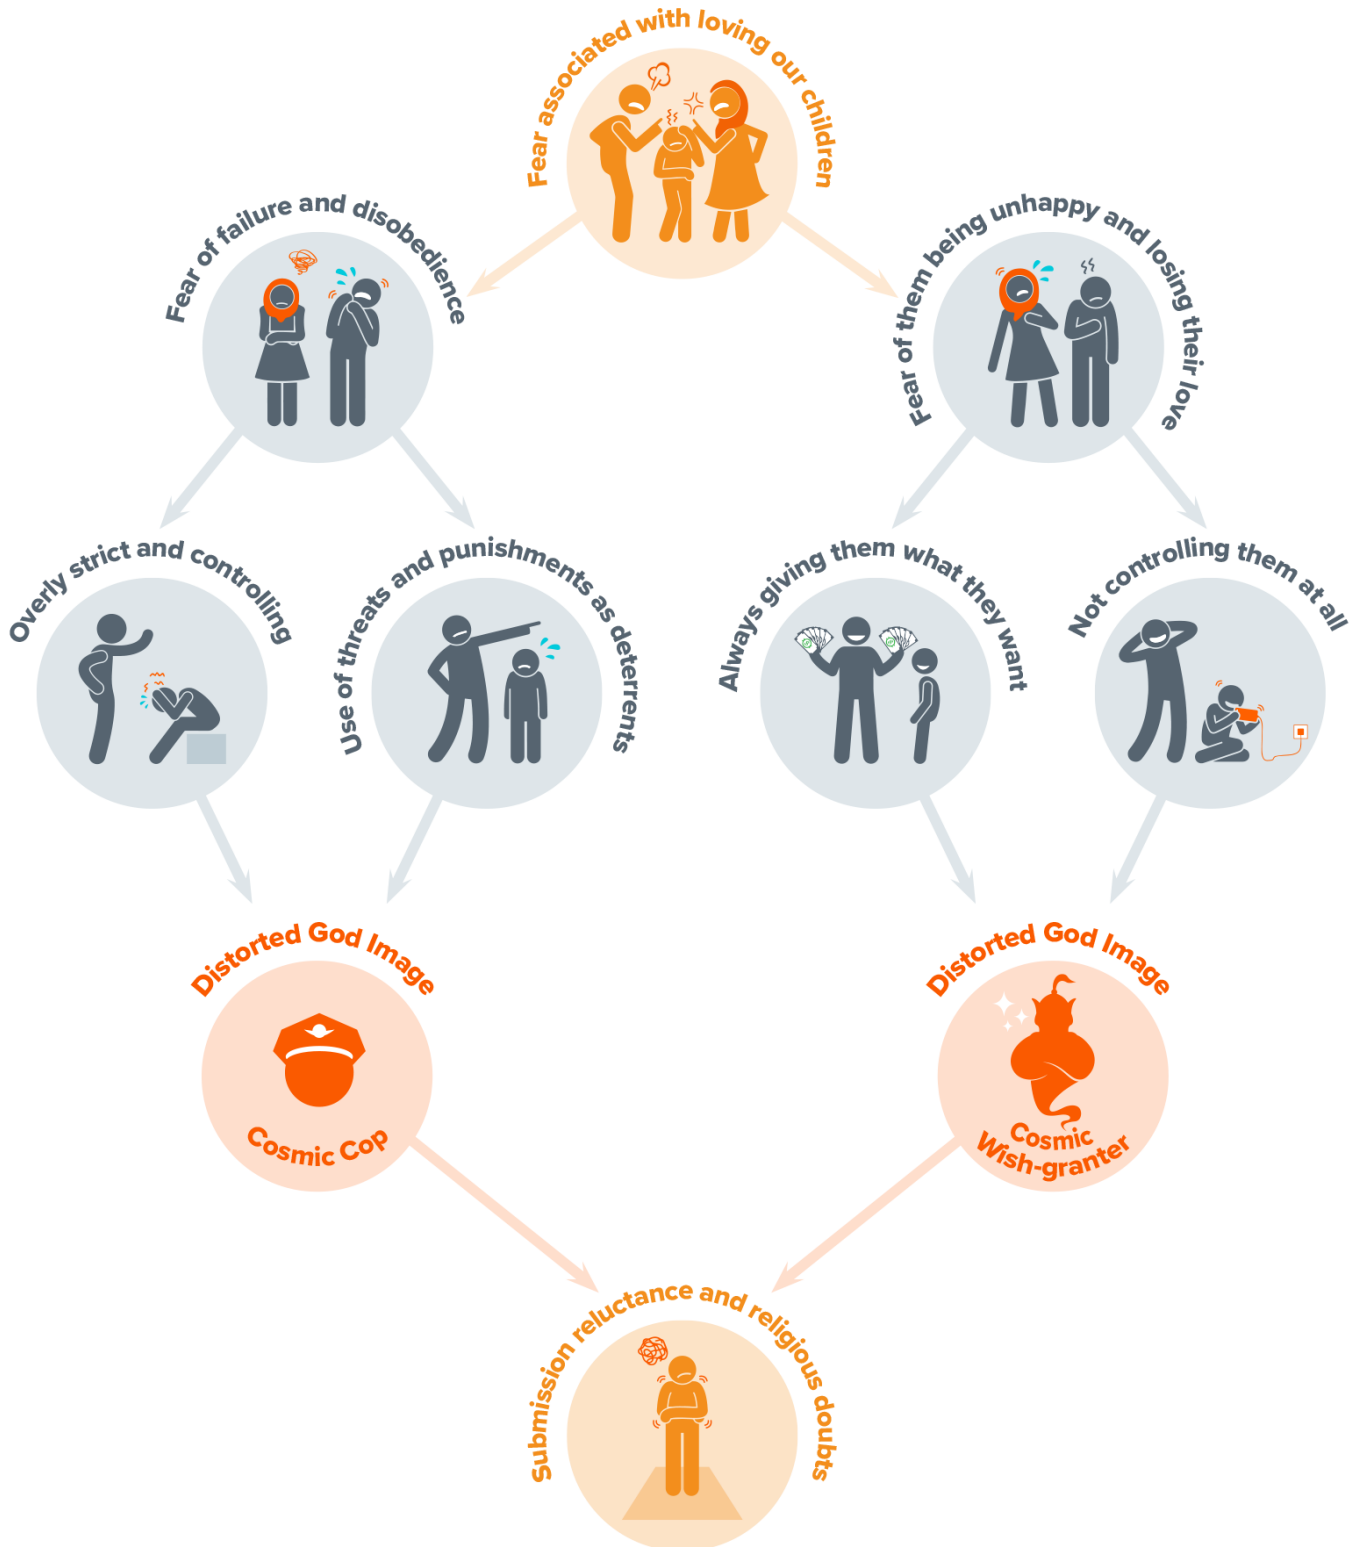 Fear associated with loving our children
Fear of failure and disobedience
Fear of them being unhappy and losing their love
Overly strict and controlling
Use of threats and punishments as deterrents
Always giving them what they want
Not controlling them at all
Distorted God Image
Cosmic Cop
Distorted God Image
Cosmic
Wish-granter
Submission reluctance and religious doubts